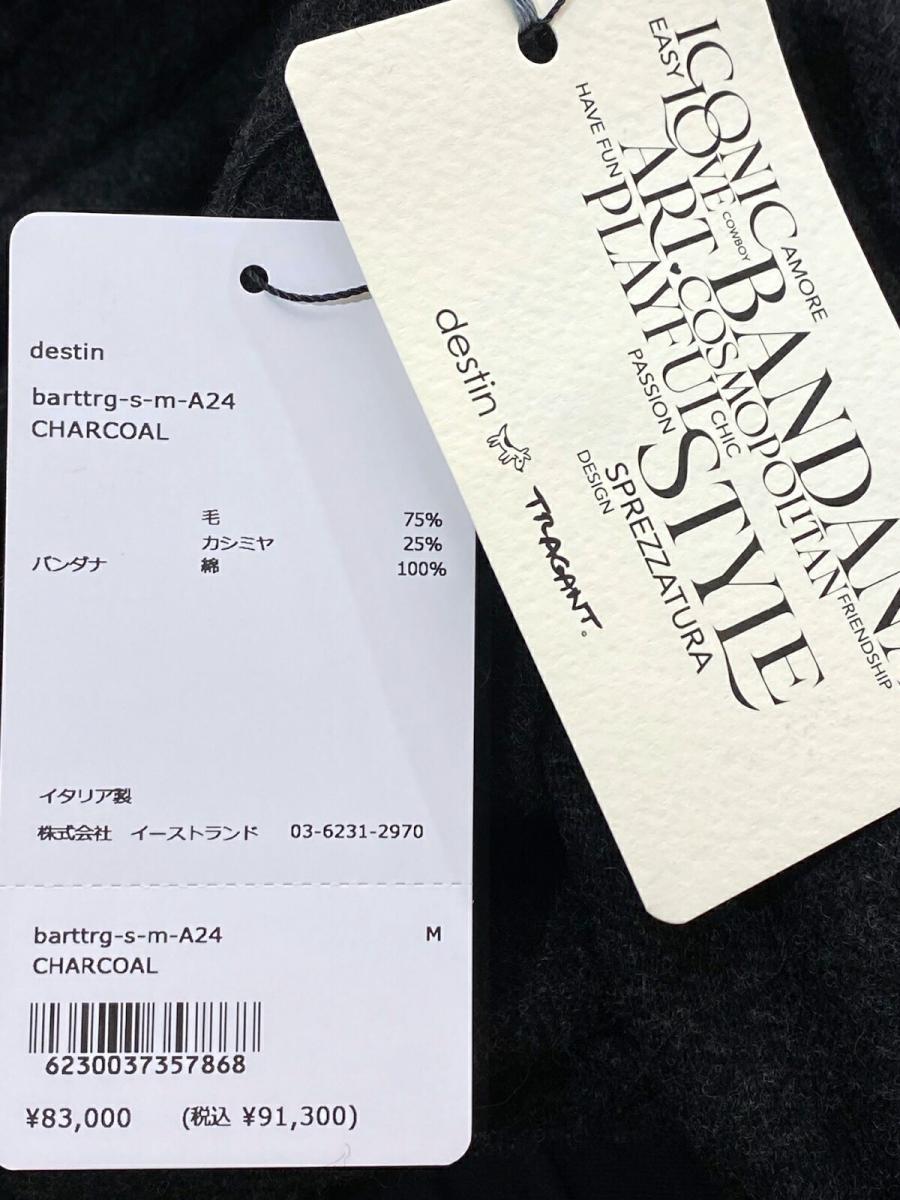 destin
barttrg-s-m-A24
CHARCOAL
毛 75%
カシミヤ 25%
バンダナ 綿 100%
イタリア製
株式会社 イーストランド 03-6231-2970
barttrg-s-m-A24 M
CHARCOAL
6230037357868
¥83,000 (税込 ¥91,300)
ICONIC
EASY LOVE
HAVE FUN
ART.
COWBOY
AMORE
BANDANA
PLAYFUL
COSMOPOLITAN
PASSION
CHIC
STYLE
DESIGN
SPREZZATURA
FRIENDSHIP
destin
TRAGANT.